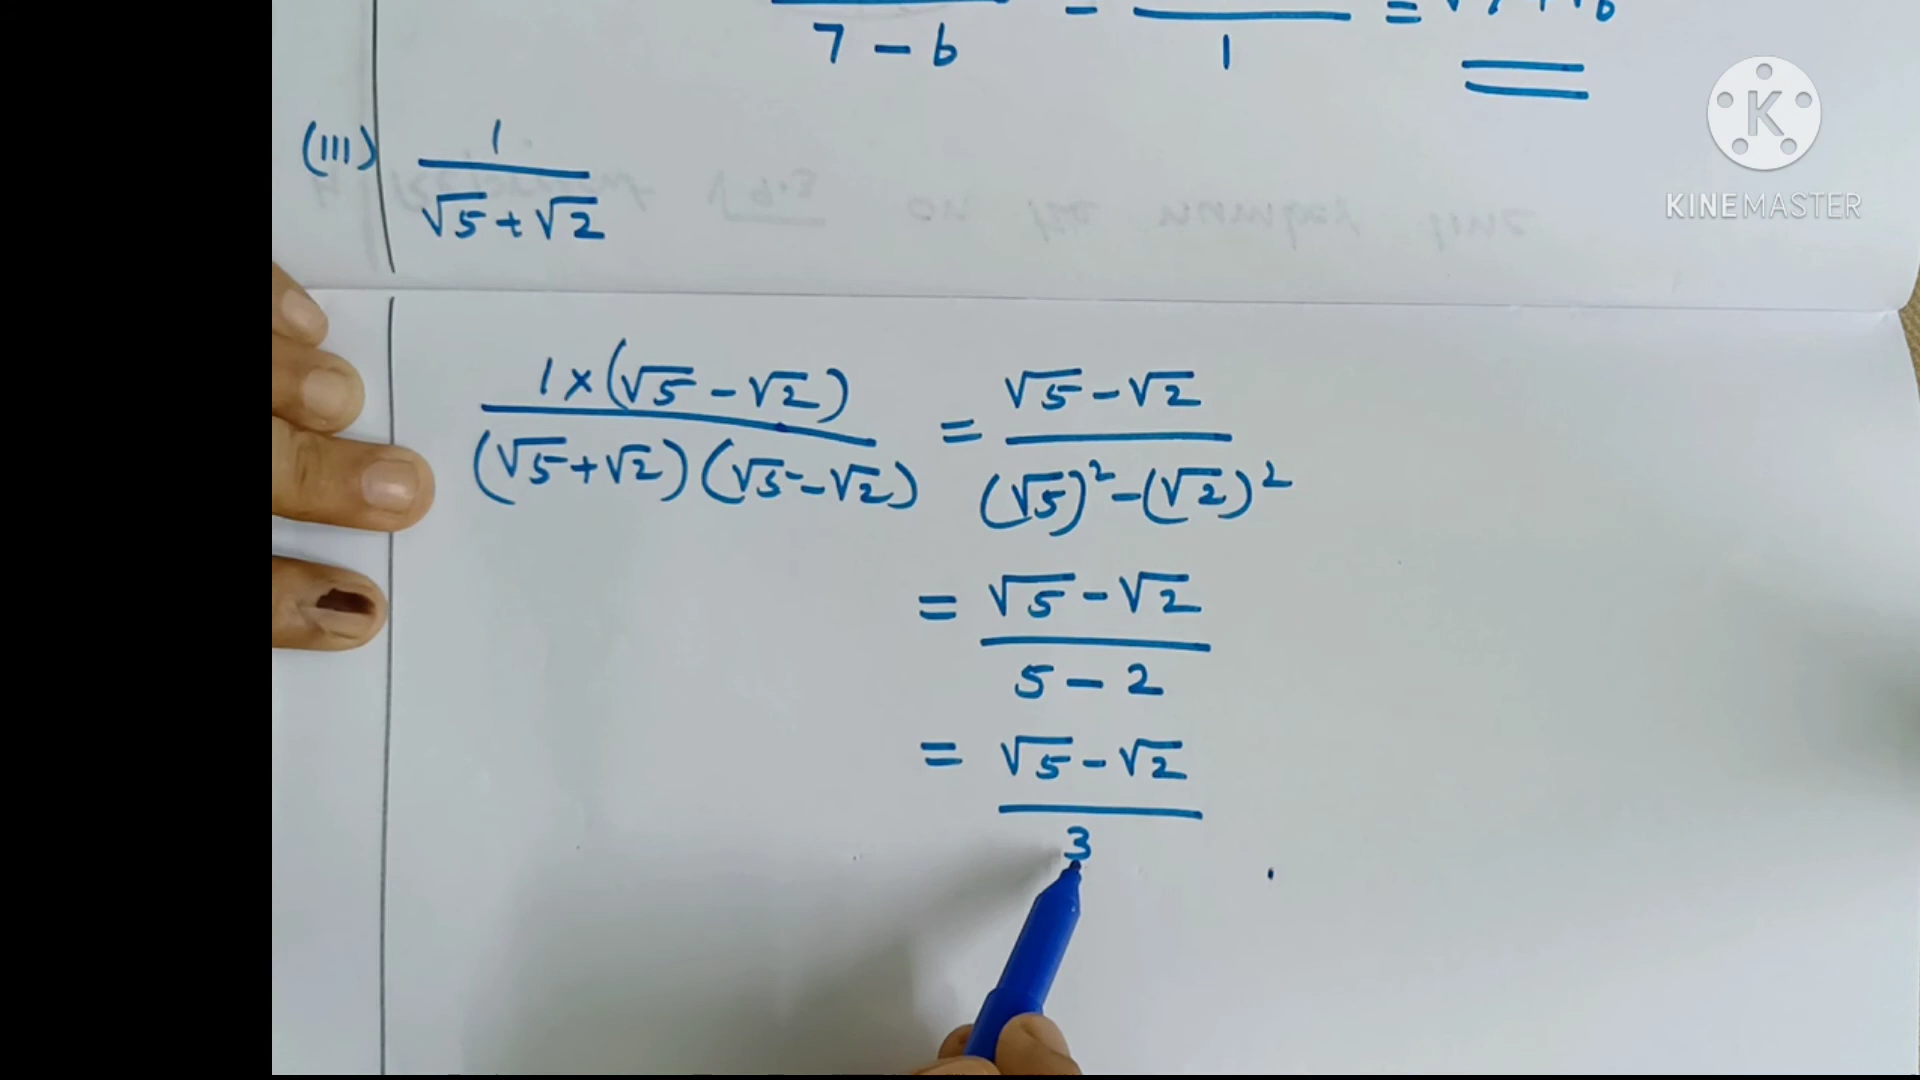 7 - 6 = 1 =
(III) 1 / √5 + √2
1 × (√5 - √2) / (√5 + √2) (√5 - √2) = √5 - √2 / (√5)² - (√2)²
= √5 - √2 / 5 - 2
= √5 - √2 / 3
K
KINEMASTER